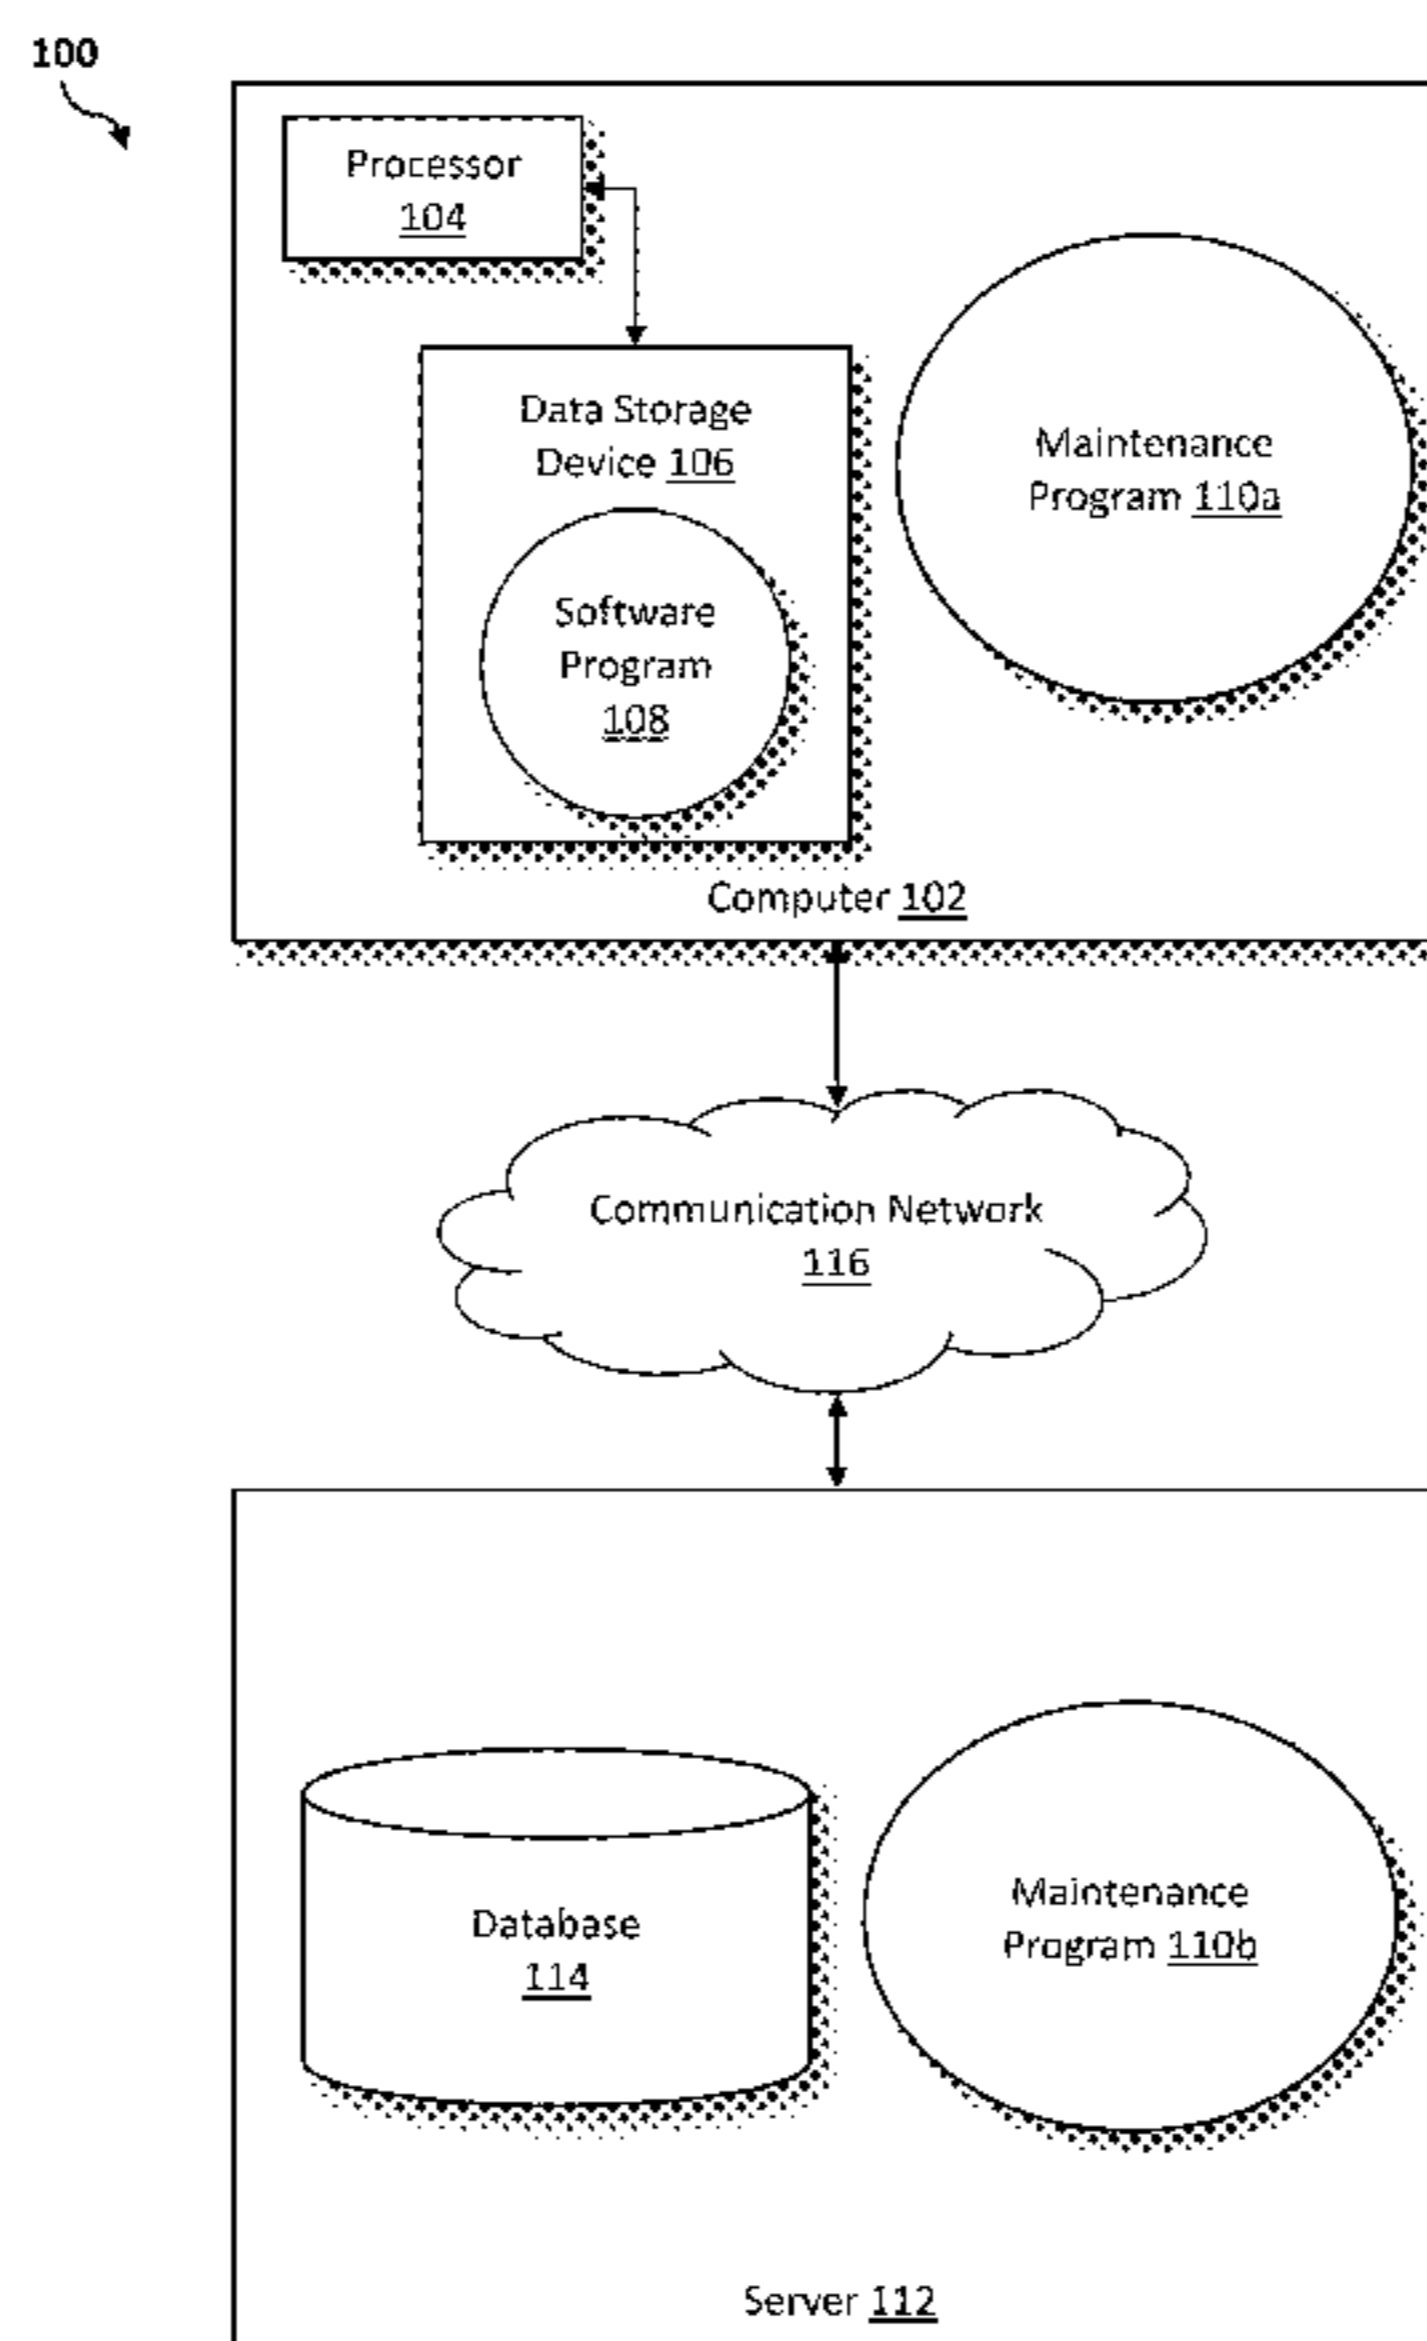 100
Processor
104
Data Storage
Device 106
Software
Program
108
Maintenance
Program 110a
Computer 102
Communication Network
116
Database
114
Maintenance
Program 110b
Server 112